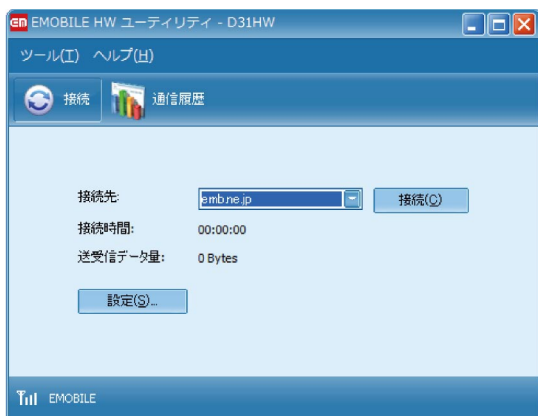 EM EMOBILE HW ユーティリティ - D31HW
ツール(T) ヘルプ(H)
接続 通信履歴
接続先: emb.ne.jp 接続(C)
接続時間: 00:00:00
送受信データ量: 0 Bytes
設定(S)...
EMOBILE